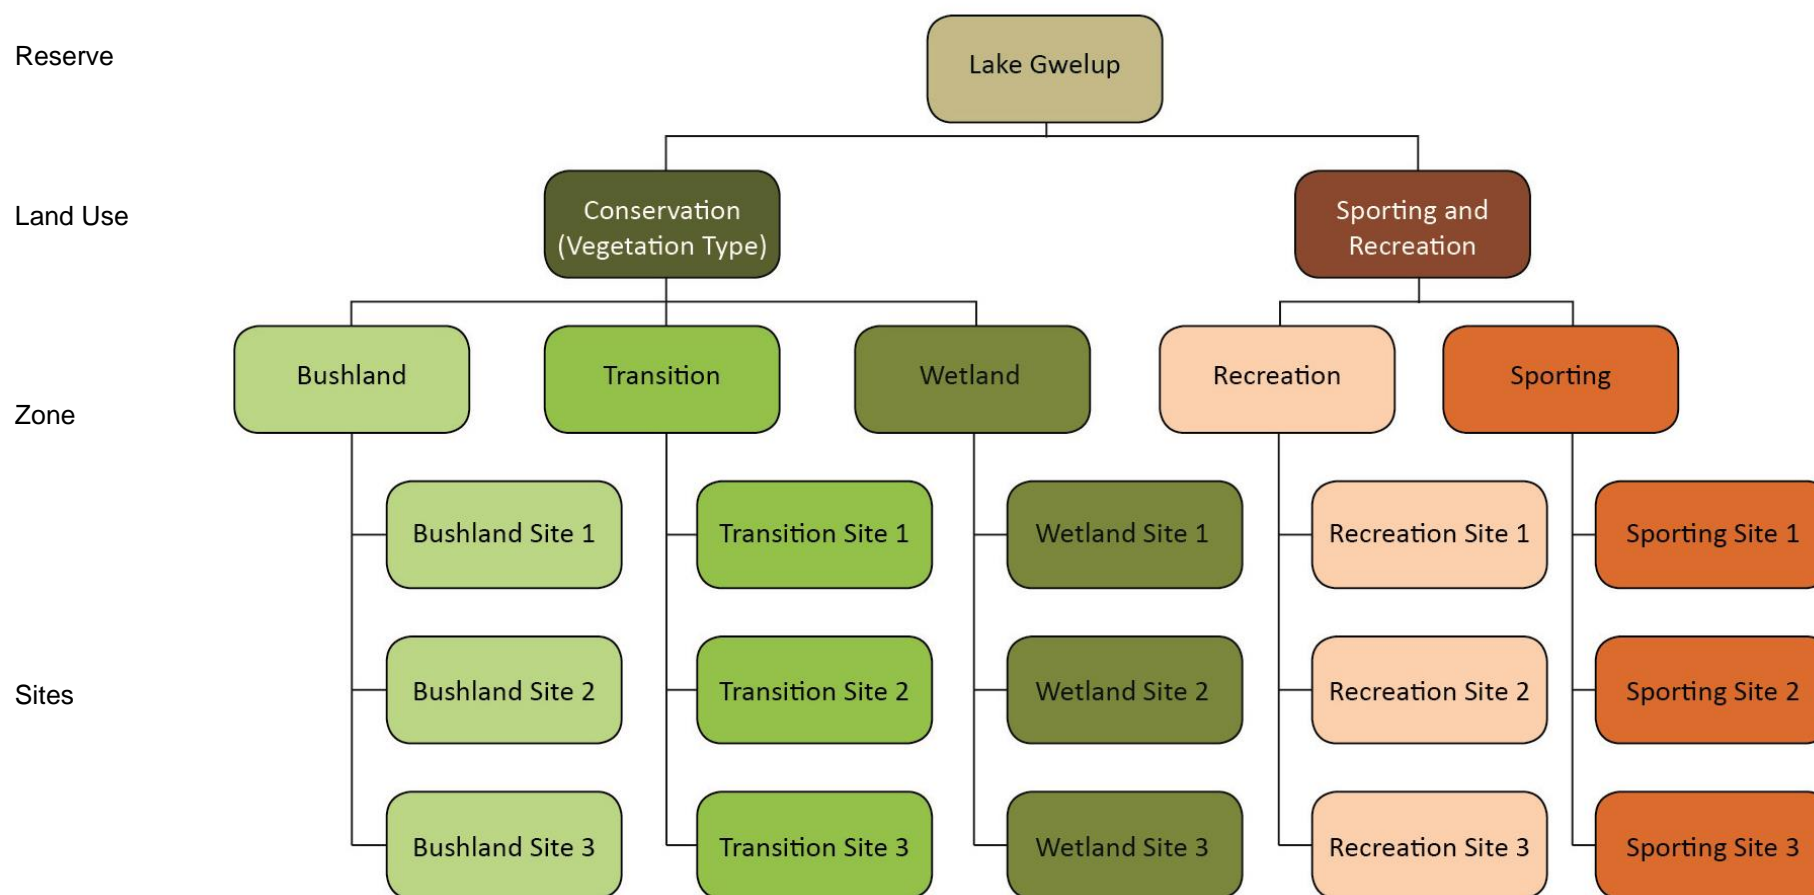 Reserve
Lake Gwelup
Land Use
Conservation
(Vegetation Type)
Sporting and
Recreation
Zone
Bushland
Transition
Wetland
Recreation
Sporting
Sites
Bushland Site 1
Transition Site 1
Wetland Site 1
Recreation Site 1
Sporting Site 1
Bushland Site 2
Transition Site 2
Wetland Site 2
Recreation Site 2
Sporting Site 2
Bushland Site 3
Transition Site 3
Wetland Site 3
Recreation Site 3
Sporting Site 3